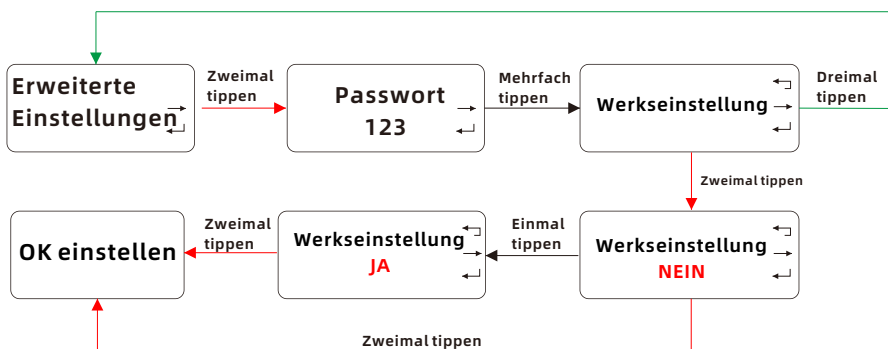 Erweiterte
Einstellungen
Zweimal
tippen
Passwort
123
Mehrfach
tippen
Werkseinstellung
Dreimal
tippen
Zweimal tippen
OK einstellen
Zweimal
tippen
Werkseinstellung
JA
Einmal
tippen
Werkseinstellung
NEIN
Zweimal tippen